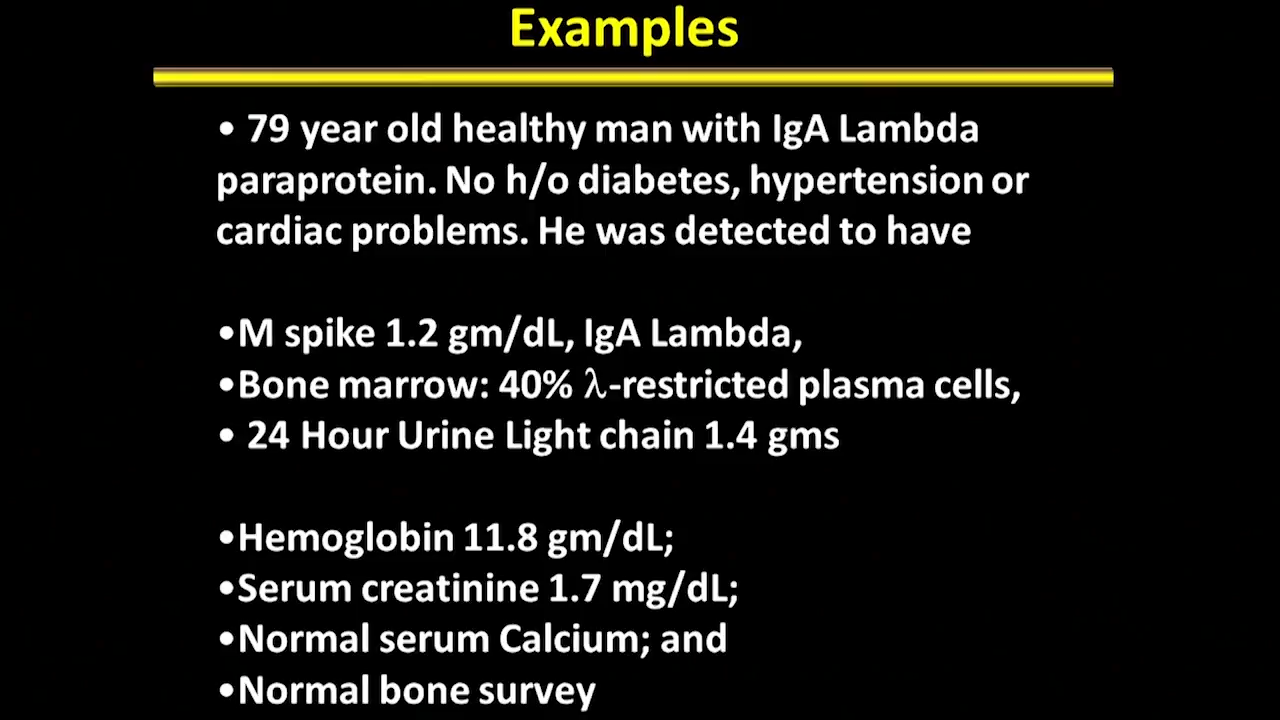 Examples
• 79 year old healthy man with IgA Lambda
paraprotein. No h/o diabetes, hypertension or
cardiac problems. He was detected to have
•M spike 1.2 gm/dL, IgA Lambda,
•Bone marrow: 40% λ-restricted plasma cells,
• 24 Hour Urine Light chain 1.4 gms
•Hemoglobin 11.8 gm/dL;
•Serum creatinine 1.7 mg/dL;
•Normal serum Calcium; and
•Normal bone survey